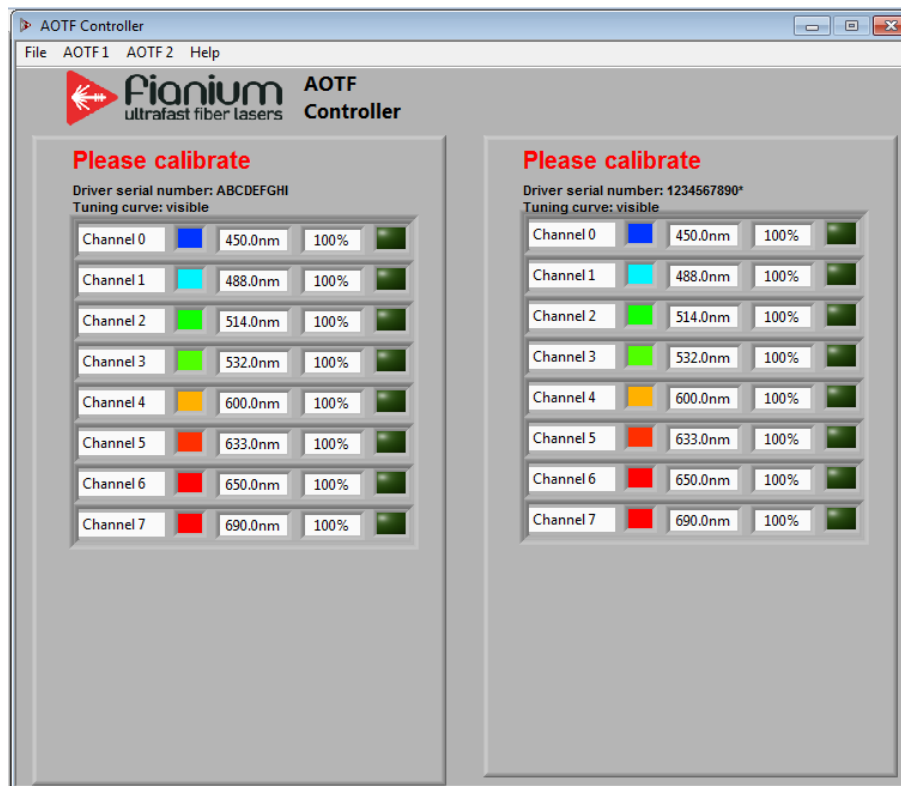 AOTF Controller
File AOTF 1 AOTF 2 Help
Fianium
ultrafast fiber lasers
AOTF
Controller
Please calibrate
Driver serial number: ABCDEFGHI
Tuning curve: visible
Channel 0 450.0nm 100%
Channel 1 488.0nm 100%
Channel 2 514.0nm 100%
Channel 3 532.0nm 100%
Channel 4 600.0nm 100%
Channel 5 633.0nm 100%
Channel 6 650.0nm 100%
Channel 7 690.0nm 100%
Please calibrate
Driver serial number: 1234567890*
Tuning curve: visible
Channel 0 450.0nm 100%
Channel 1 488.0nm 100%
Channel 2 514.0nm 100%
Channel 3 532.0nm 100%
Channel 4 600.0nm 100%
Channel 5 633.0nm 100%
Channel 6 650.0nm 100%
Channel 7 690.0nm 100%